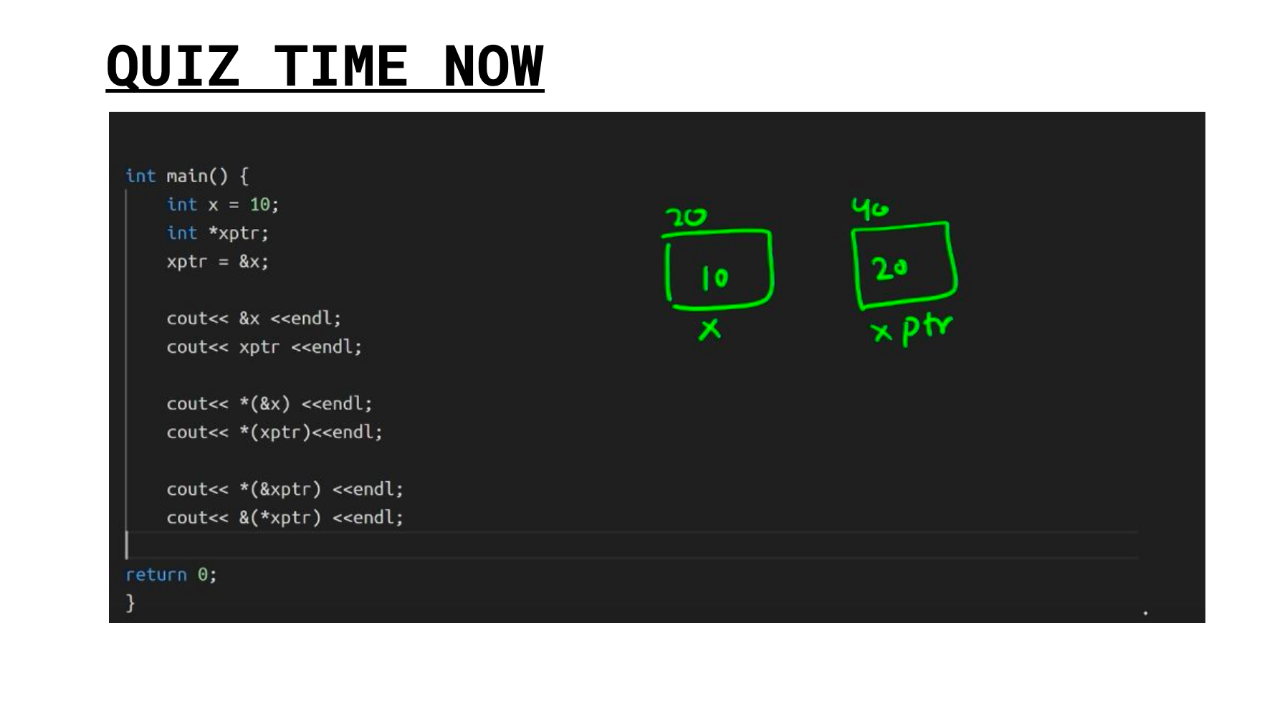 QUIZ TIME NOW
int main() {
int x = 10;
int *xptr;
xptr = &x;
cout<< &x <<endl;
cout<< xptr <<endl;
cout<< *(&x) <<endl;
cout<< *(xptr)<<endl;
cout<< *(&xptr) <<endl;
cout<< &(*xptr) <<endl;
return 0;
}
20
10
x
40
20
xptr